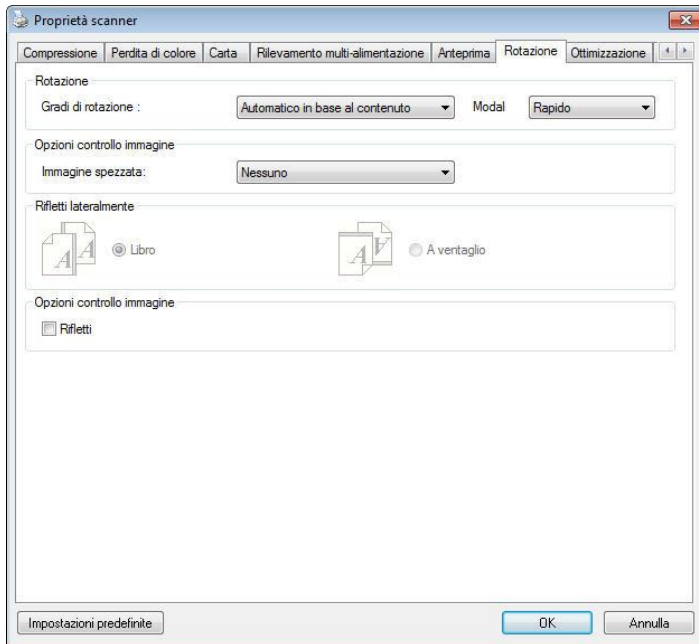 Proprietà scanner
Compressione Perdita di colore Carta Rilevamento multi-alimentazione Anteprima Rotazione Ottimizzazione
Rotazione
Gradi di rotazione : Automatico in base al contenuto Modal Rapido
Opzioni controllo immagine
Immagine spezzata: Nessuno
Rifletti lateralmente
A A Libro A A A ventaglio
Opzioni controllo immagine
Rifletti
Impostazioni predefinite OK Annulla